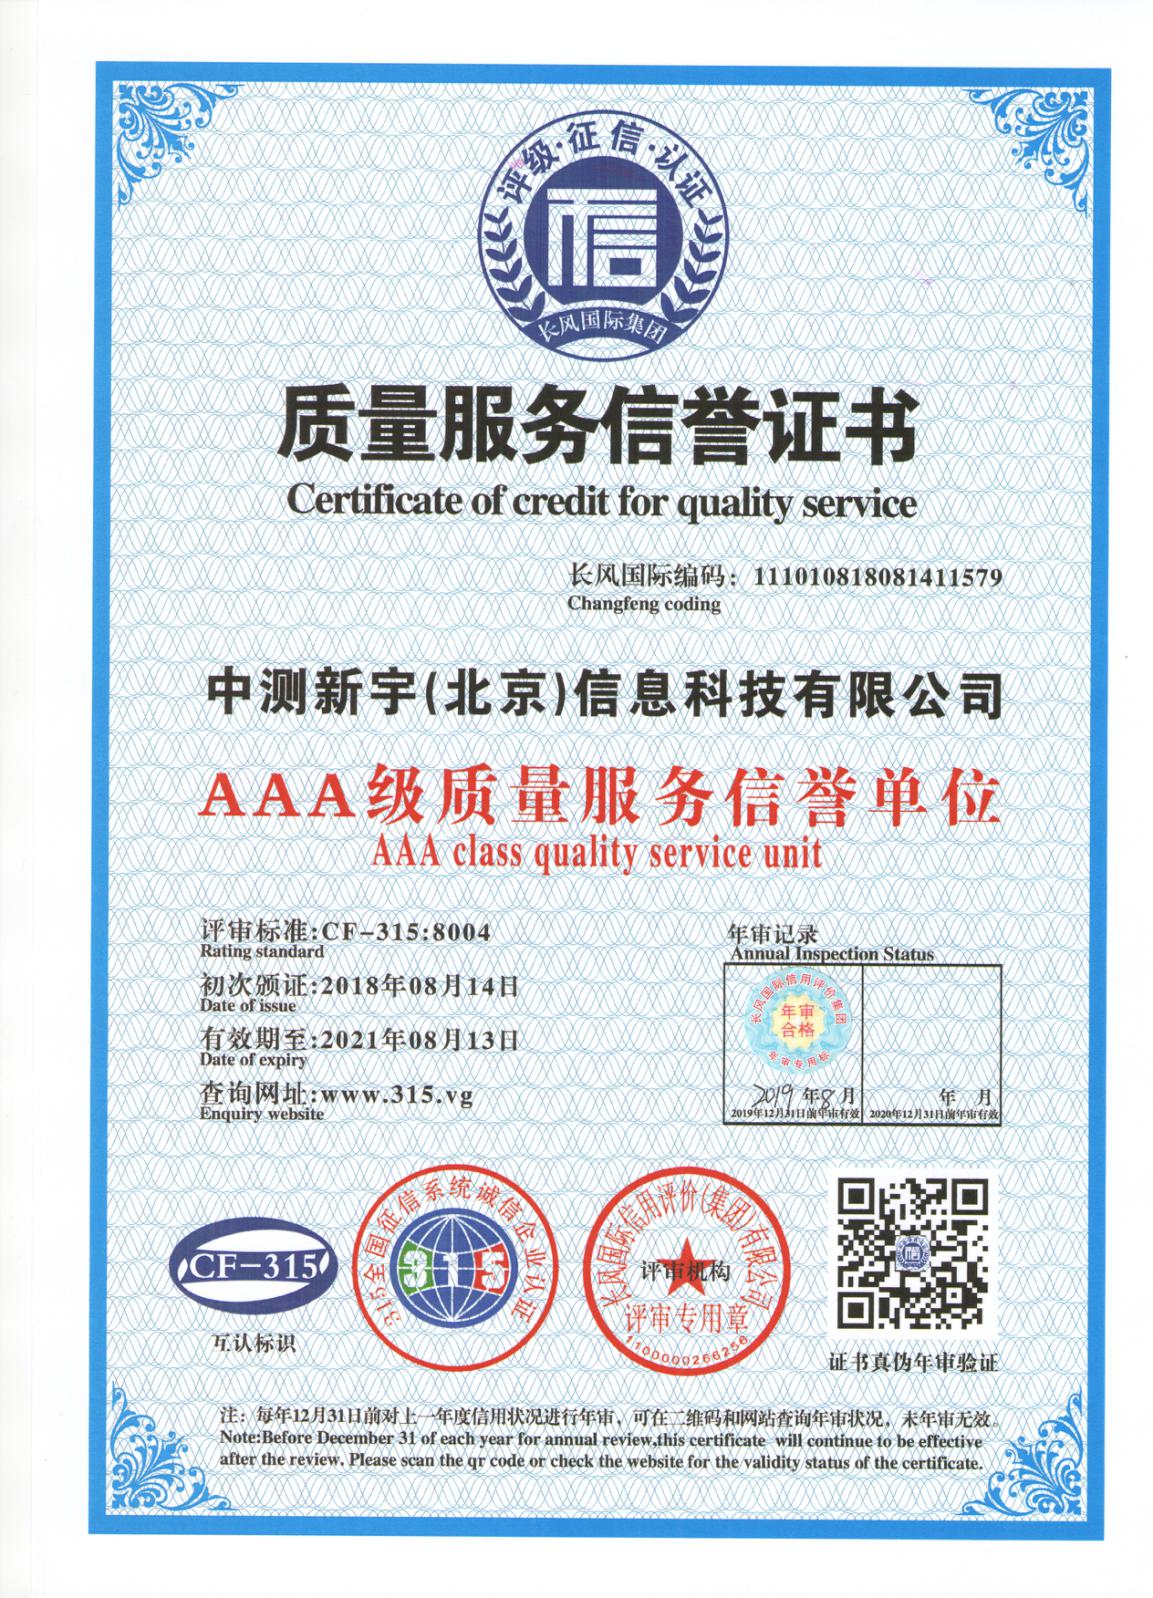 评级·征信·认证
信
长风国际集团
质量服务信誉证书
Certificate of credit for quality service
长风国际编码：111010818081411579
Changfeng coding
中测新宇(北京)信息科技有限公司
AAA级质量服务信誉单位
AAA class quality service unit
评审标准:CF-315:8004
Rating standard
初次颁证:2018年08月14日
Date of issue
有效期至:2021年08月13日
Date of expiry
查询网址:www.315.vg
Enquiry website
年审记录
Annual Inspection Status
长风国际信用评价集团
年审
合格
年审专用标
2019年8月
2019年12月31日前年审有效
年 月
2020年12月31日前年审有效
CF-315
互认标识
315全国征信系统诚信企业认证
315
长风国际信用评价(集团)有限公司
评审机构
评审专用章
1100000266256
信
证书真伪年审验证
注：每年12月31日前对上一年度信用状况进行年审，可在二维码和网站查询年审状况，未年审无效。
Note:Before December 31 of each year for annual review,this certificate will continue to be effective
after the review. Please scan the qr code or check the website for the validity status of the certificate.